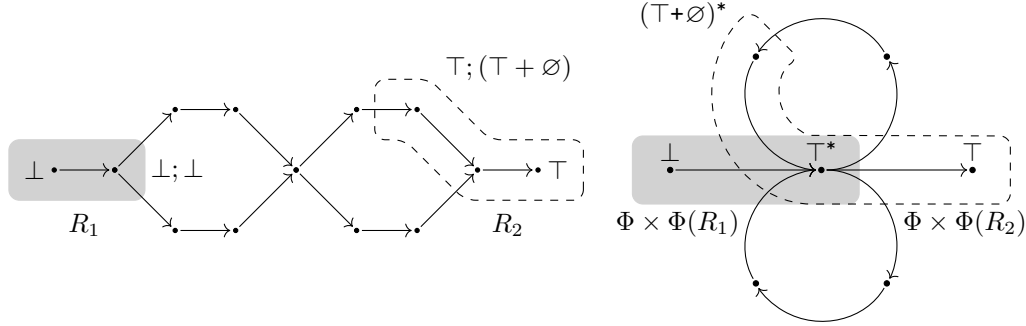 ⊤;(⊤ + ∅)
⊥
⊥;⊥
⊤
R₁
R₂
(⊤+∅)*
⊥
⊤*
⊤
Φ × Φ(R₁)
Φ × Φ(R₂)